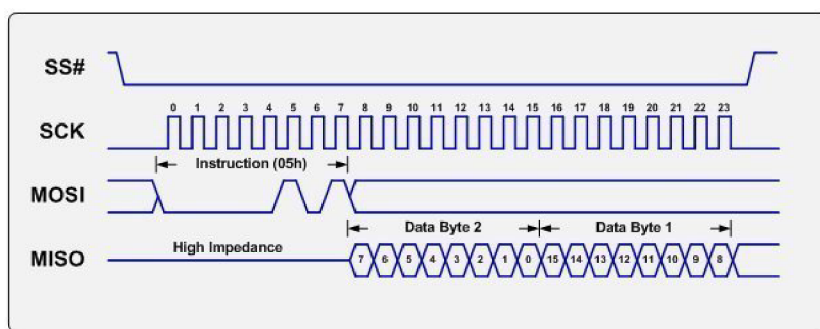 SS#
0 1 2 3 4 5 6 7 8 9 10 11 12 13 14 15 16 17 18 19 20 21 22 23
SCK
Instruction (05h)
MOSI
Data Byte 2 Data Byte 1
High Impedance
MISO
7 6 5 4 3 2 1 0 15 14 13 12 11 10 9 8